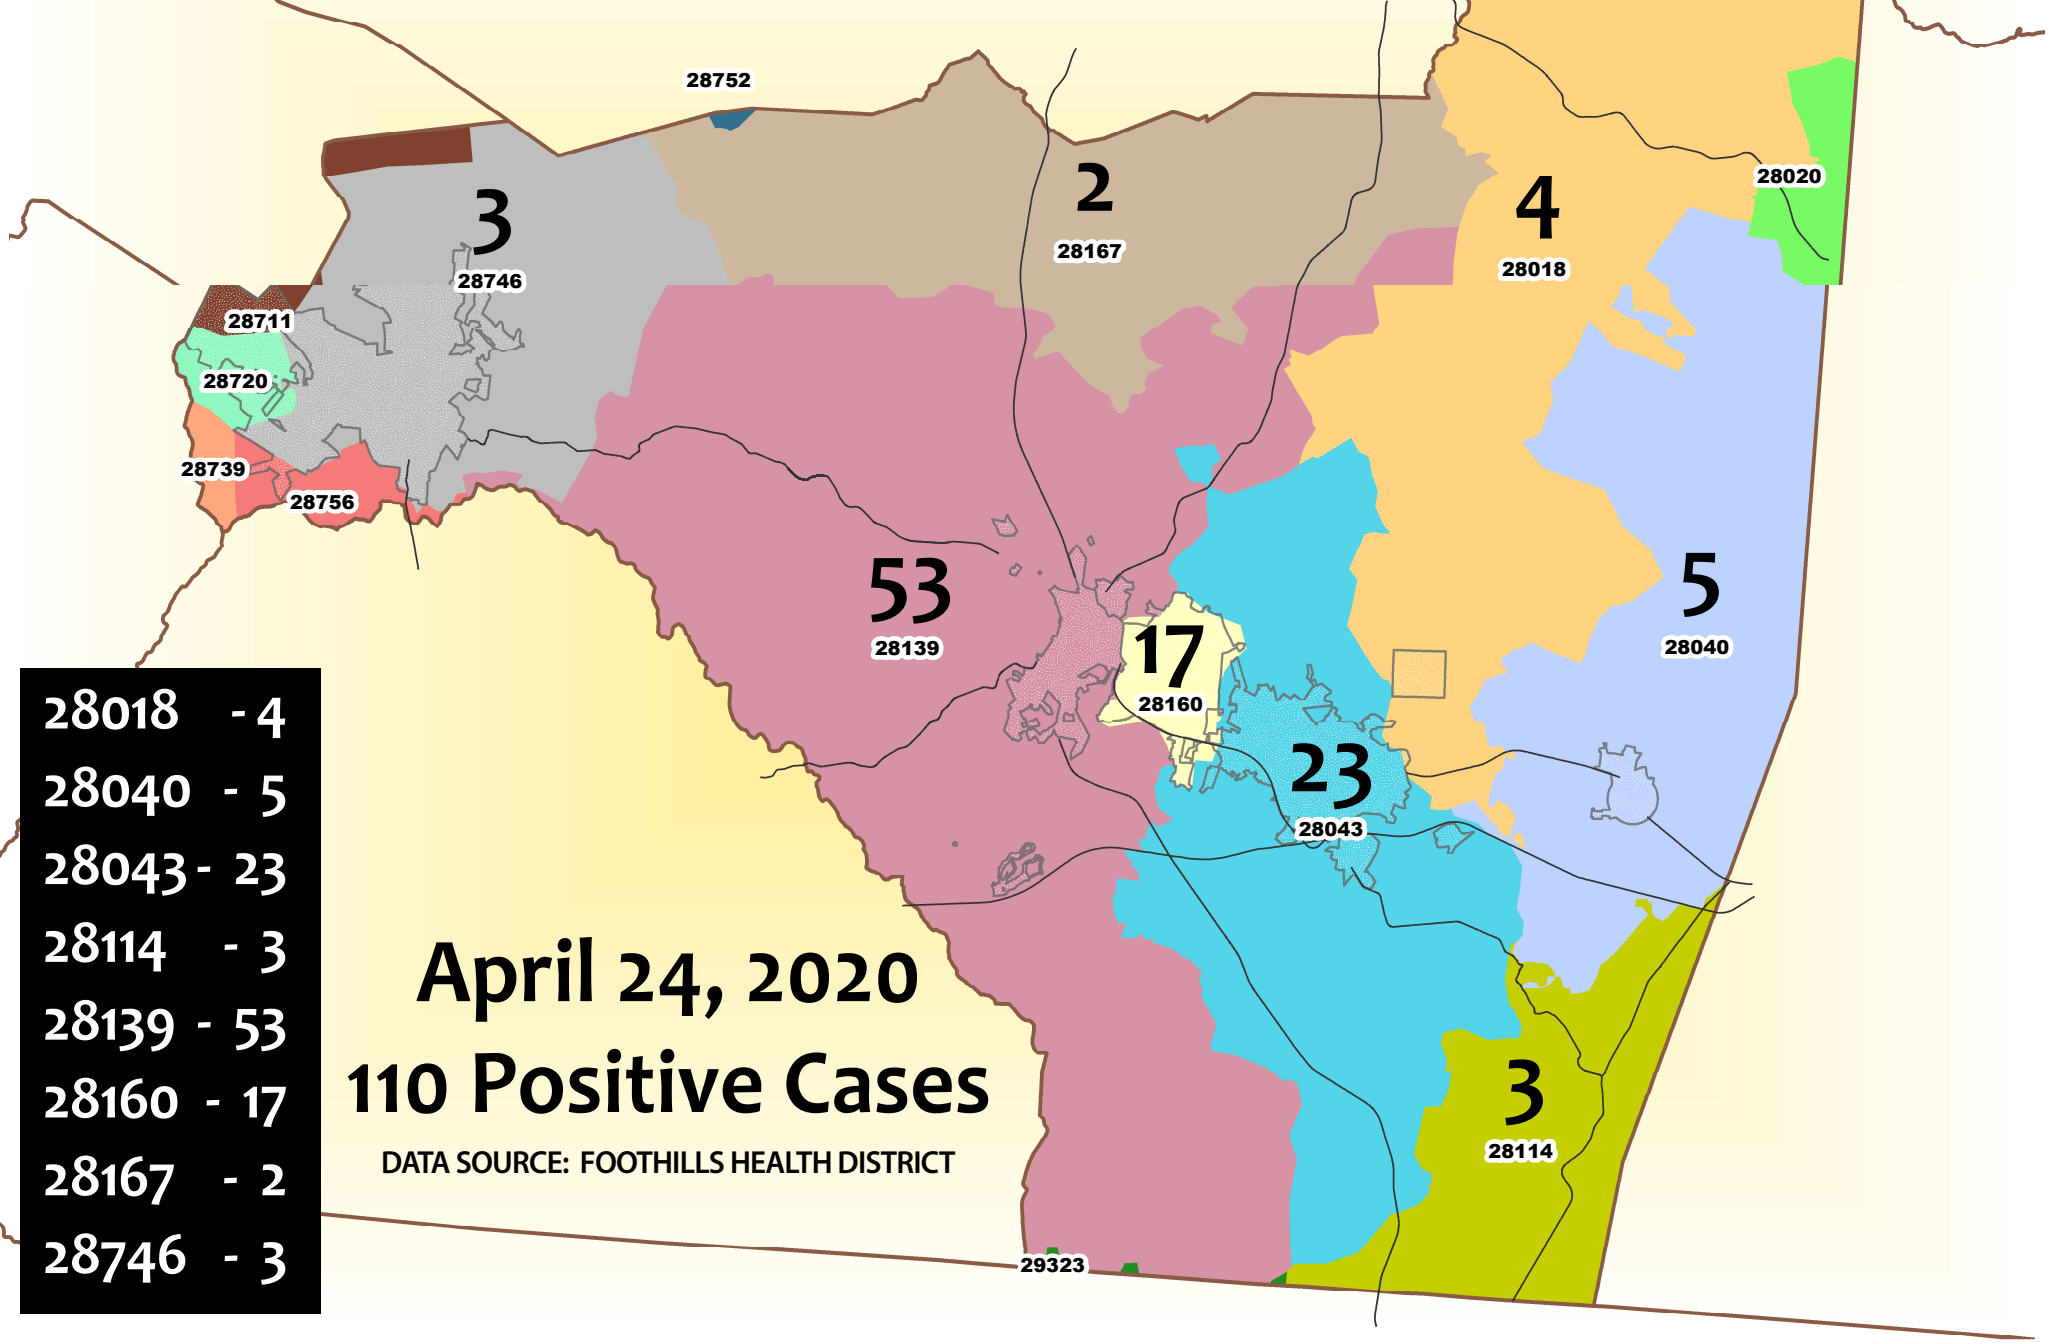 28752
2
28167
4
28018
28020
3
28746
28711
28720
28739
28756
53
28139
17
28160
5
28040
23
28043
28018 - 4
28040 - 5
28043 - 23
28114 - 3
28139 - 53
28160 - 17
28167 - 2
28746 - 3
April 24, 2020
110 Positive Cases
DATA SOURCE: FOOTHILLS HEALTH DISTRICT
3
28114
29323